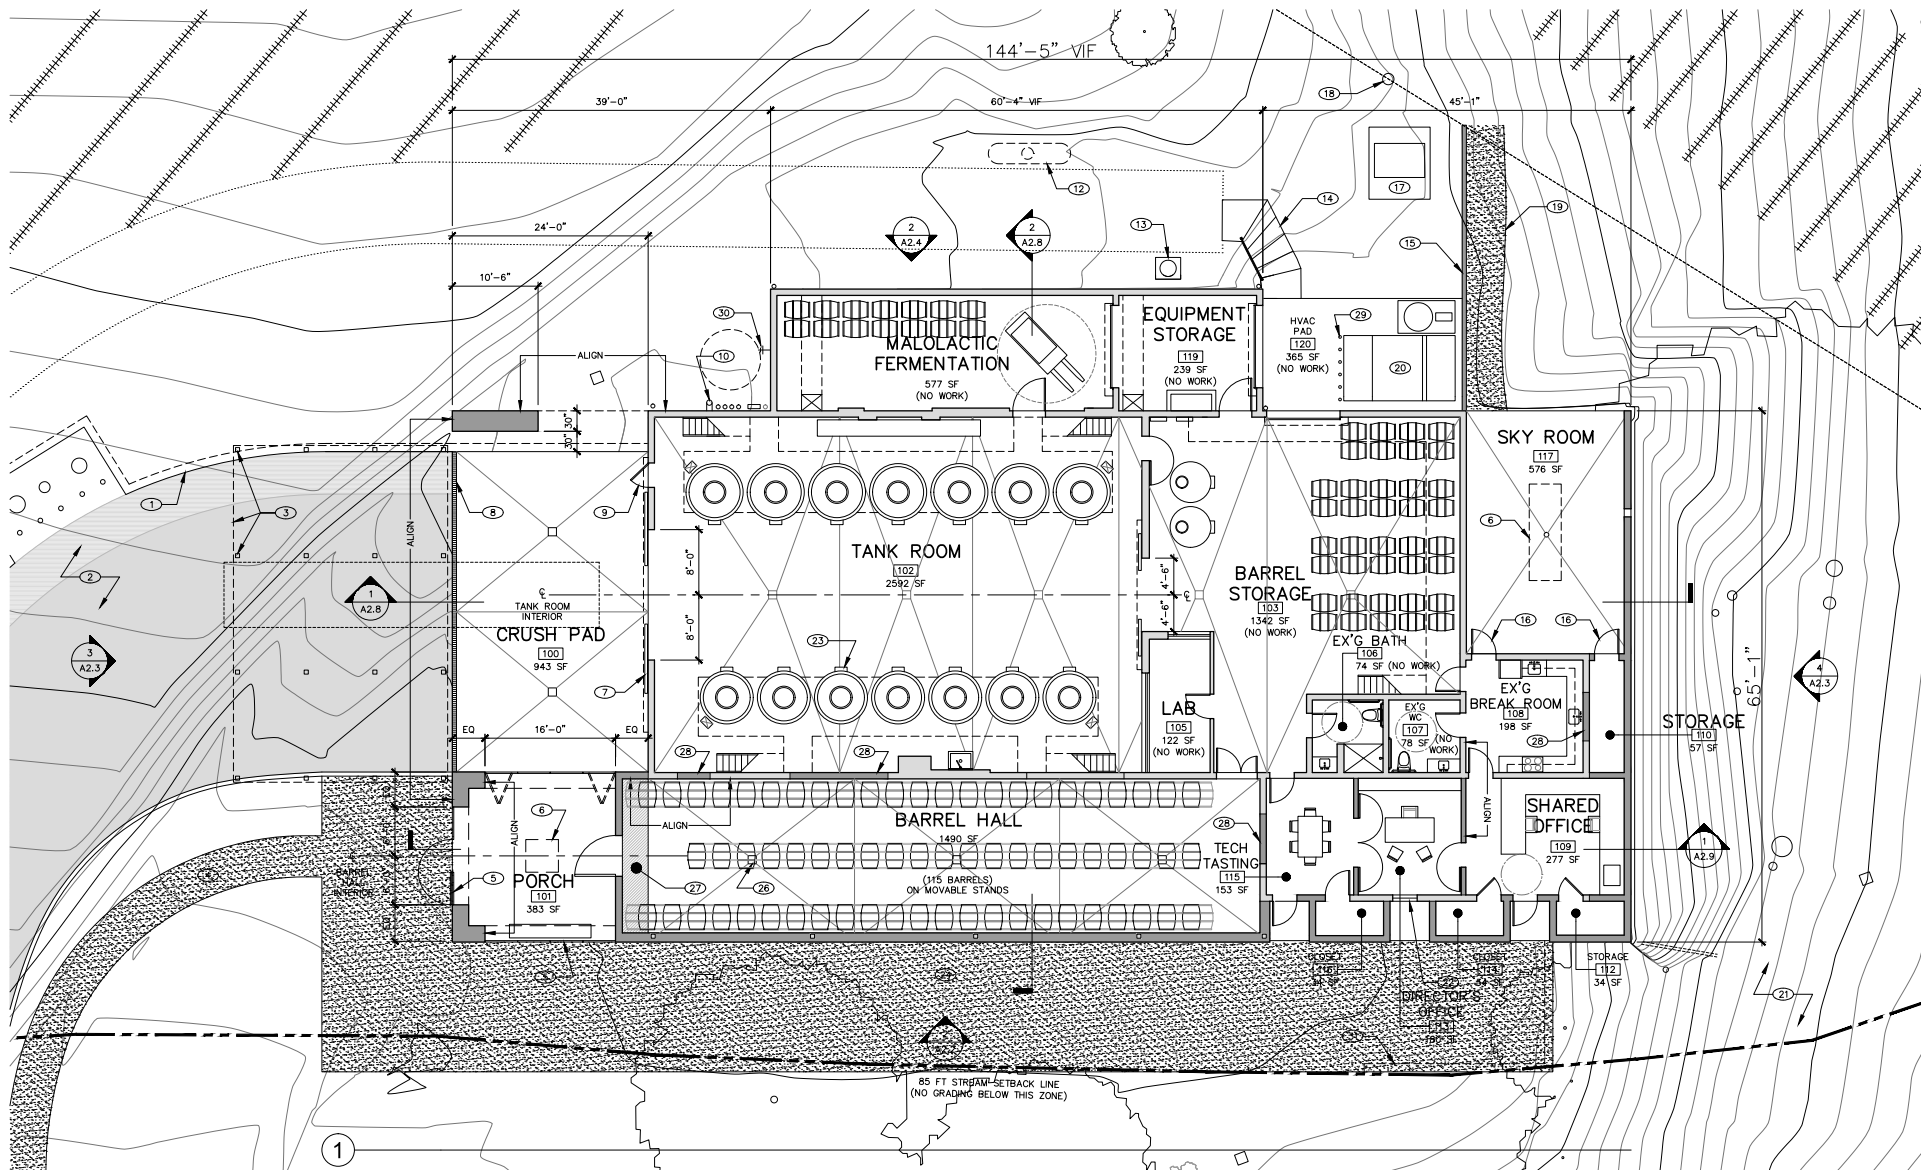 144'-5" VIF
39'-0"
60'-4" VIF
45'-1"
18
17
12
14
19
24'-0"
2
A2.4
2
A2.8
13
15
10'-6"
30
EQUIPMENT
STORAGE
119
239 SF
(NO WORK)
HVAC
PAD
120
365 SF
(NO WORK)
29
20
ALIGN
10
MALOLACTIC
FERMENTATION
577 SF
(NO WORK)
30"
30"
SKY ROOM
117
576 SF
1
3
8
9
6
ALIGN
8'-0"
TANK ROOM
102
2592 SF
4'-6"
2
1
A2.8
TANK ROOM
INTERIOR
BARREL
STORAGE
103
1342 SF
(NO WORK)
4'-6"
CRUSH PAD
100
943 SF
8'-0"
23
EX'G BATH
106
74 SF (NO WORK)
16
16
3
A2.3
4
A2.3
65'-1"
7
LAB
105
122 SF
(NO WORK)
EX'G
WC
107
78 SF (NO
WORK)
EX'G
BREAK ROOM
108
198 SF
28
STORAGE
110
57 SF
EQ
16'-0"
EQ
28
28
ALIGN
6
ALIGN
BARREL HALL
1490 SF
28
ALIGN
SHARED
OFFICE
109
277 SF
1
A2.9
TECH
TASTING
115
153 SF
BARREL
HALL
INTERIOR
5
PORCH
101
383 SF
27
26
(115 BARRELS)
ON MOVABLE STANDS
EQ
CLOSET
CLOSET
STORAGE
112
34 SF
DIRECTOR'S
OFFICE
21
85 FT STREAM SETBACK LINE
(NO GRADING BELOW THIS ZONE)
1